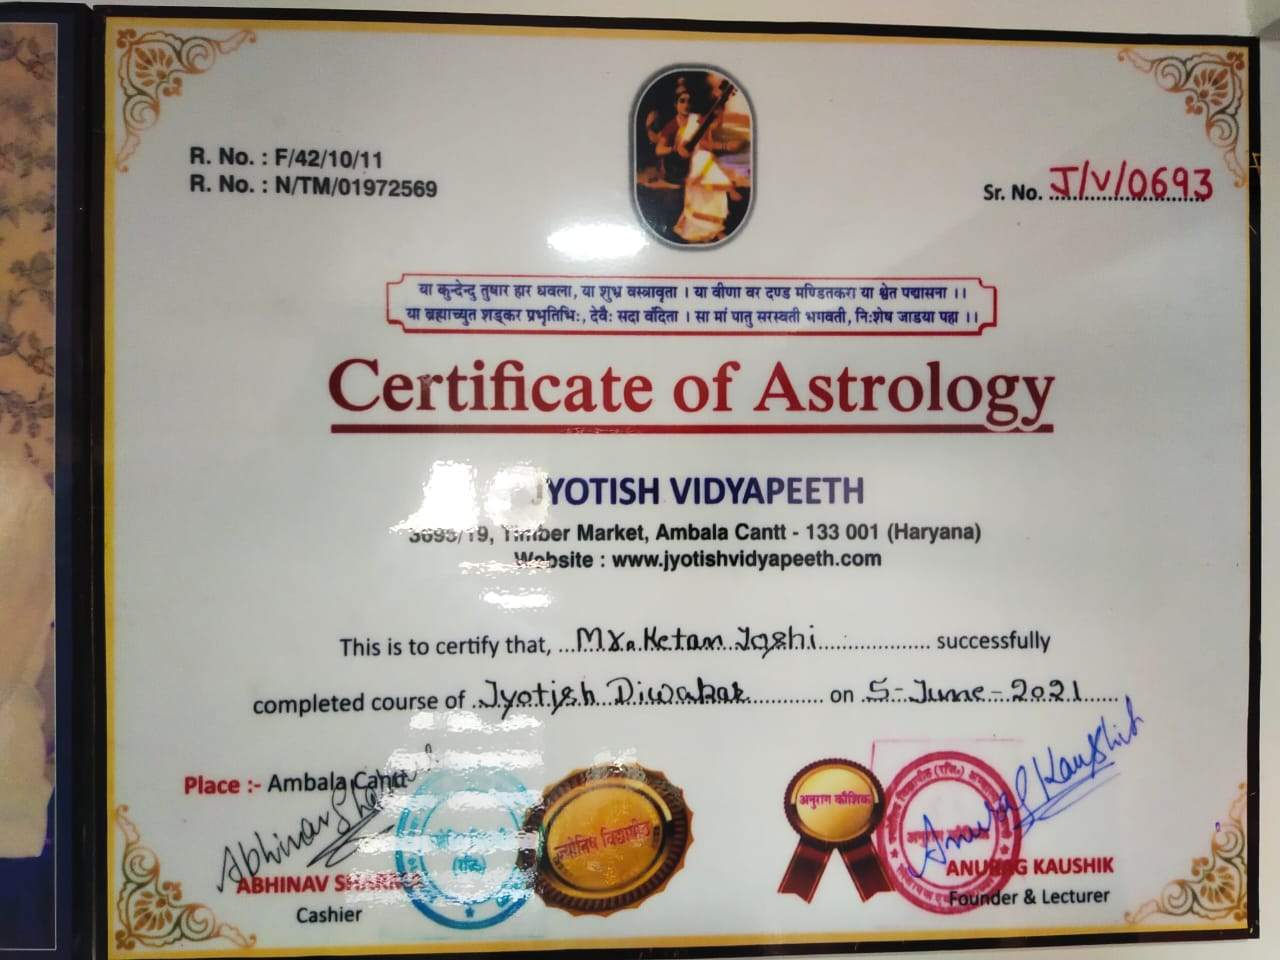 R. No. : F/42/10/11
R. No. : N/TM/01972569
Sr. No. J/V/0693
या कुन्देन्दु तुषार हार धवला, या शुभ्र वस्त्रावृता । या वीणा वर दण्ड मण्डितकरा या श्वेत पद्मासना ।।
या ब्रह्माच्युत शड्कर प्रभृतिभिः, देवैः सदा वंदिता । सा मां पातु सरस्वती भगवती, निःशेष जाडया पहा ।।
Certificate of Astrology
JYOTISH VIDYAPEETH
3695/19, Timber Market, Ambala Cantt - 133 001 (Haryana)
Website : www.jyotishvidyapeeth.com
This is to certify that, ...Mr. Ketan Joshi.................... successfully
completed course of .Jyotish Diwakar............. on .5-June-2021......
Place :- Ambala Cantt
Abhinav Sharma
ज्योतिष विद्यापीठ
अनुराग कौशिक
Anurag Kaushik
ABHINAV SHARMA
Cashier
ANURAG KAUSHIK
Founder & Lecturer